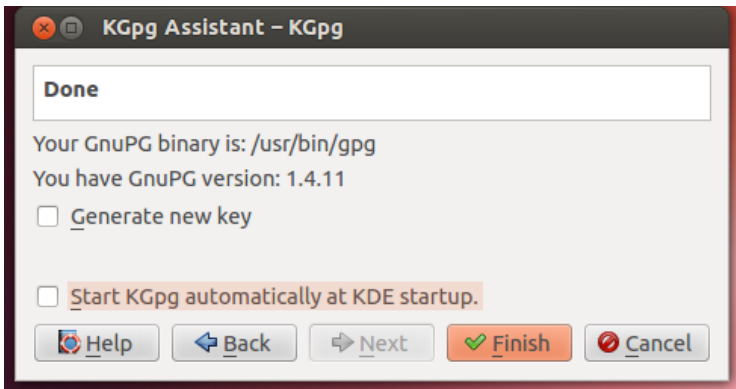 KGpg Assistant – KGpg
Done
Your GnuPG binary is: /usr/bin/gpg
You have GnuPG version: 1.4.11
Generate new key
Start KGpg automatically at KDE startup.
Help Back Next Finish Cancel